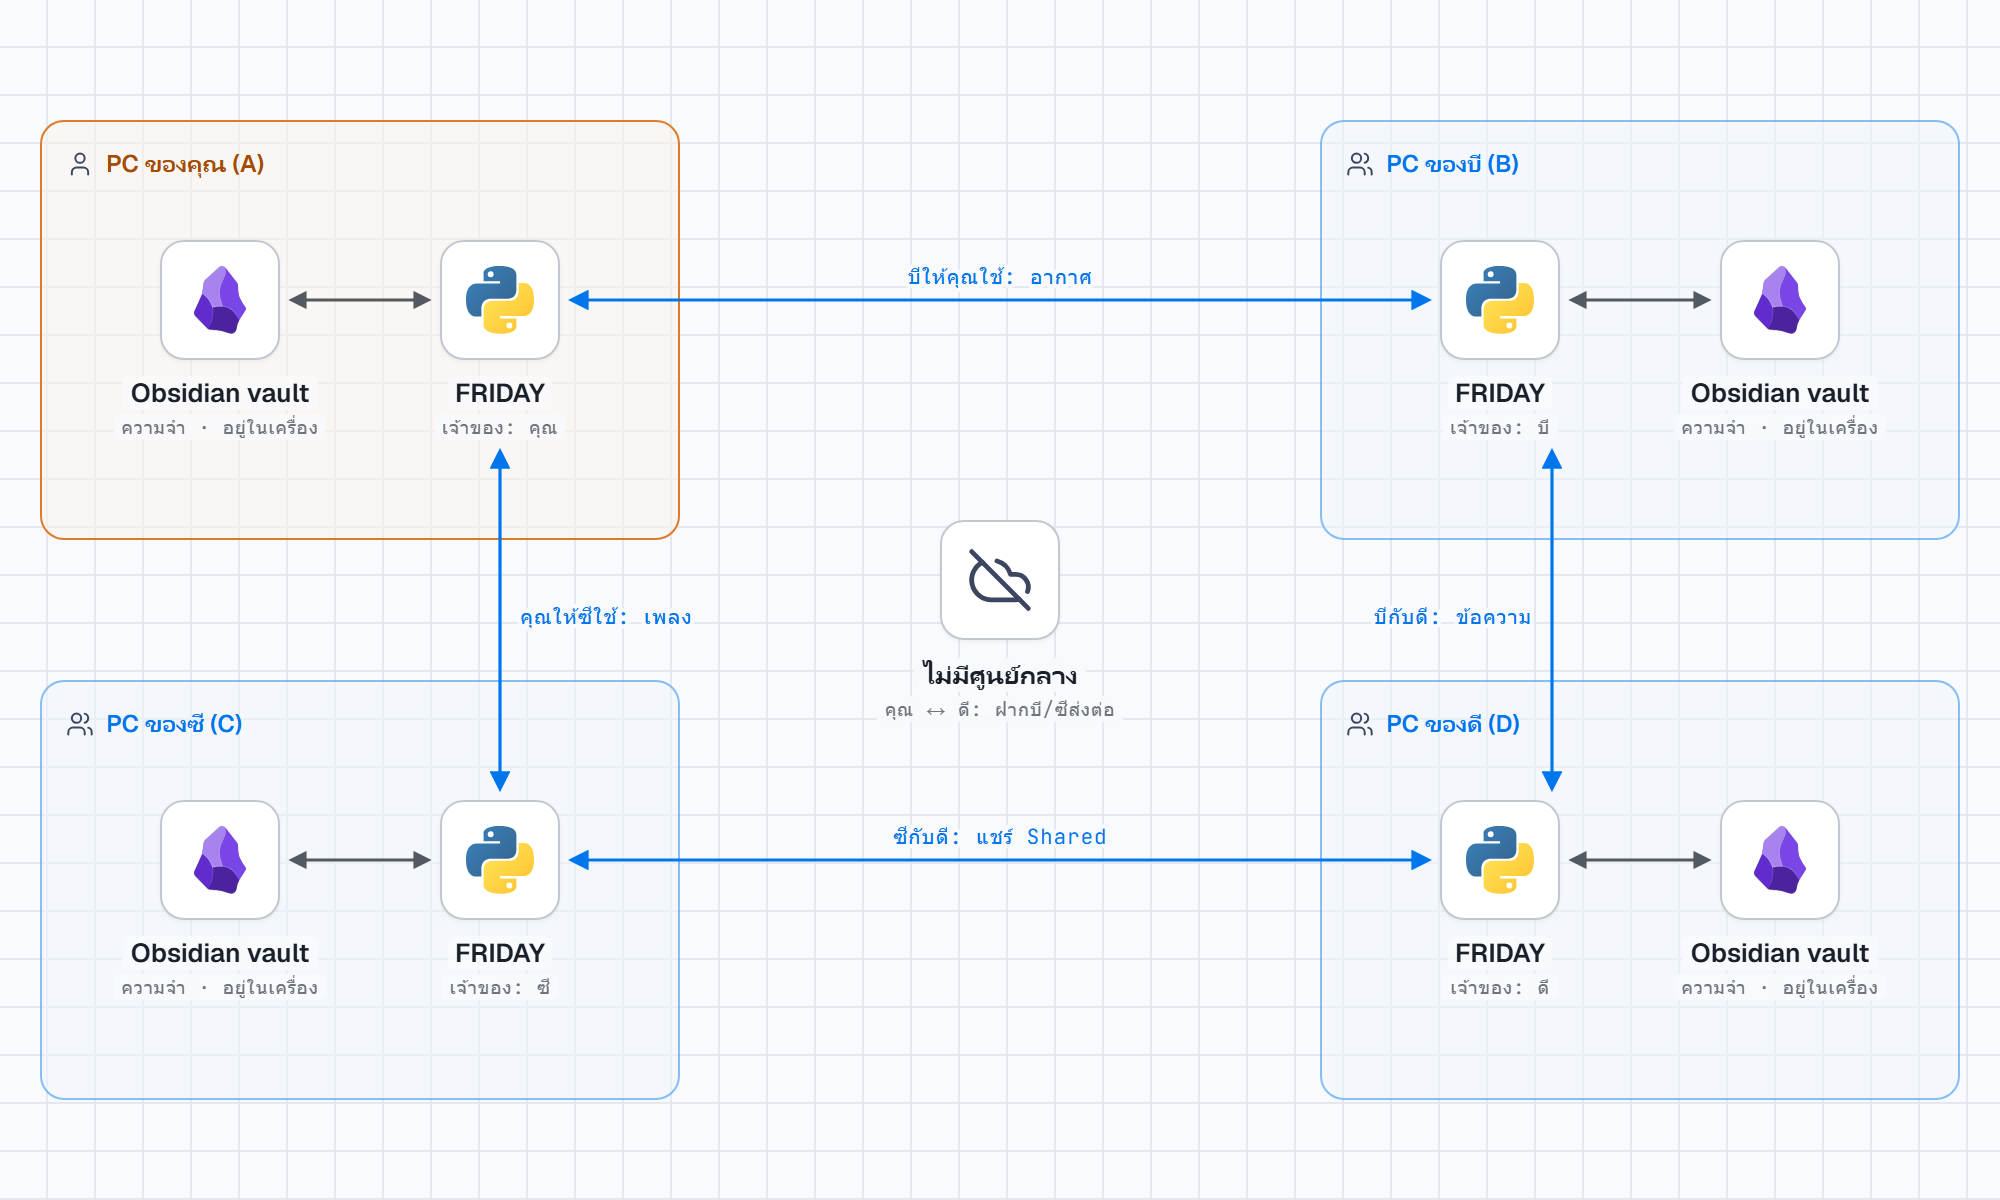 PC ของคุณ (A)
PC ของบี (B)
บีให้คุณใช้: อากาศ
Obsidian vault
ความจำ · อยู่ในเครื่อง
FRIDAY
เจ้าของ: คุณ
FRIDAY
เจ้าของ: บี
Obsidian vault
ความจำ · อยู่ในเครื่อง
คุณให้ซีใช้: เพลง
บีกับดี: ข้อความ
ไม่มีศูนย์กลาง
คุณ ↔ ดี: ฝากบี/ซีส่งต่อ
PC ของซี (C)
PC ของดี (D)
ซีกับดี: แชร์ Shared
Obsidian vault
ความจำ · อยู่ในเครื่อง
FRIDAY
เจ้าของ: ซี
FRIDAY
เจ้าของ: ดี
Obsidian vault
ความจำ · อยู่ในเครื่อง